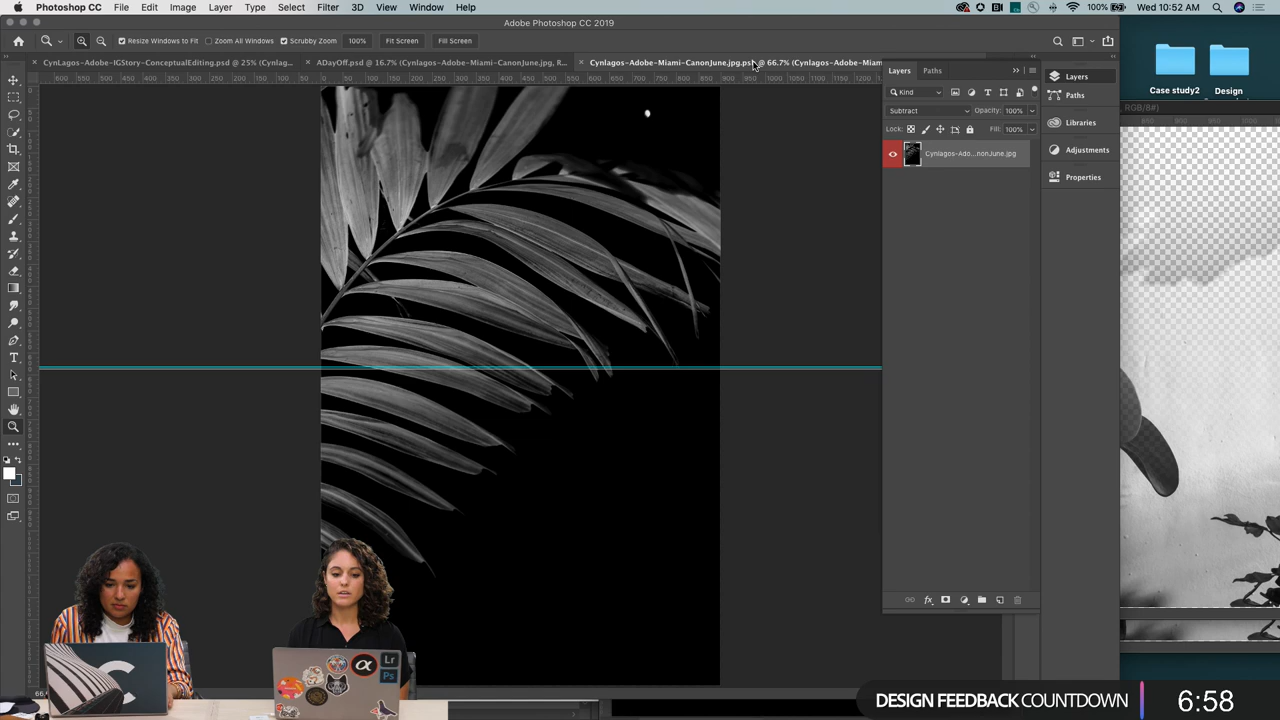 Photoshop CC File Edit Image Layer Type Select Filter 3D View Window Help 100% Wed 10:52 AM
Adobe Photoshop CC 2019
Resize Windows to Fit Zoom All Windows Scrubby Zoom 100% Fit Screen Fill Screen
CynLagos-Adobe-IGStory-ConceptualEditing.psd @ 25% (Cynlag...
ADayOff.psd @ 16.7% (Cynlagos-Adobe-Miami-CanonJune.jpg, R...
Cynlagos-Adobe-Miami-CanonJune.jpg.psd @ 66.7% (Cynlagos-Adobe-Miam
Layers Paths
Kind
Subtract Opacity: 100%
Lock: Fill: 100%
Cynlagos-Ado...nonJune.jpg
Layers
Paths
Libraries
Adjustments
Properties
Case study2 Design
RGB/8#)
Lr
Ps
DESIGN FEEDBACK COUNTDOWN 6:58